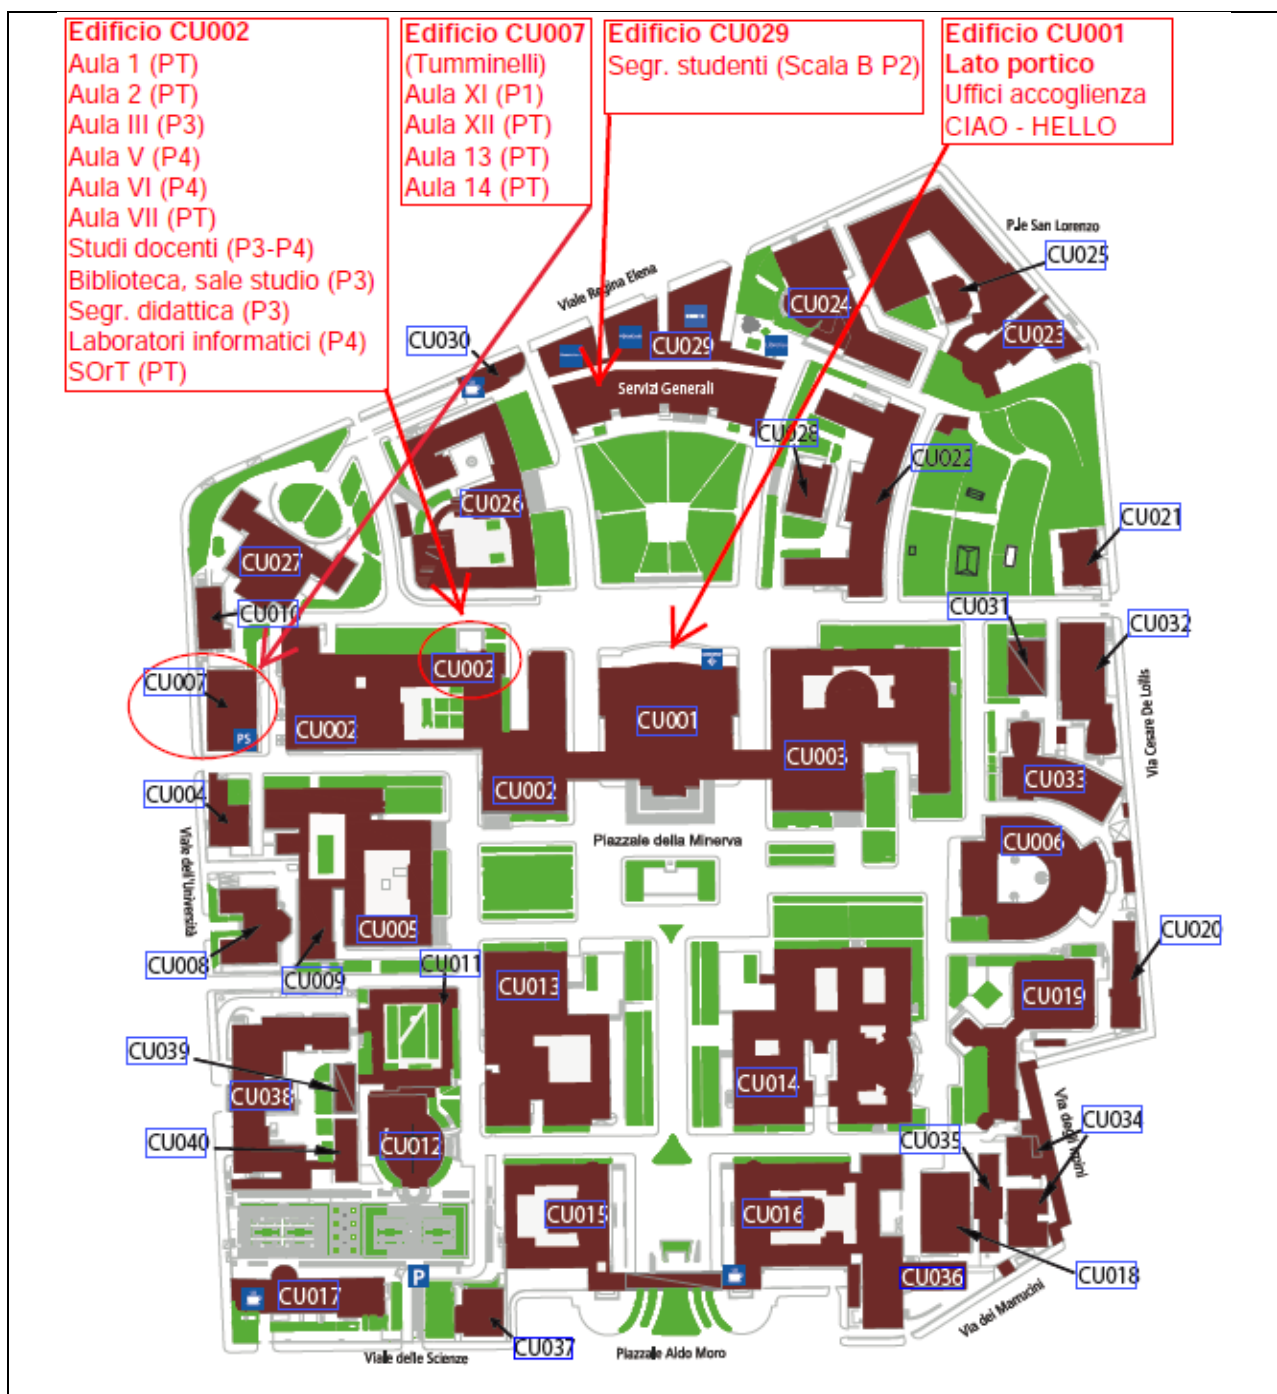 Edificio CU002
Aula 1 (PT)
Aula 2 (PT)
Aula III (P3)
Aula V (P4)
Aula VI (P4)
Aula VII (PT)
Studi docenti (P3-P4)
Biblioteca, sale studio (P3)
Segr. didattica (P3)
Laboratori informatici (P4)
SOrT (PT)
Edificio CU007
(Tumminelli)
Aula XI (P1)
Aula XII (PT)
Aula 13 (PT)
Aula 14 (PT)
Edificio CU029
Segr. studenti (Scala B P2)
Edificio CU001
Lato portico
Uffici accoglienza
CIAO - HELLO
P.le San Lorenzo
CU025
Viale Regina Elena
CU024
CU023
CU030
CU029
Servizi Generali
CU028
CU022
CU026
CU021
CU027
CU010
CU031
CU032
CU002
CU007
PS
CU002
CU001
CU003
Via Cesare De Lollis
CU033
CU004
CU002
Piazzale della Minerva
CU006
Viale dell'Università
CU005
CU008
CU009
CU011
CU020
CU013
CU019
CU039
CU038
CU014
Via degli Apini
CU034
CU040
CU012
CU035
CU015
CU016
P
CU036
CU018
CU017
Via dei Marrucini
CU037
Viale delle Scienze
Piazzale Aldo Moro